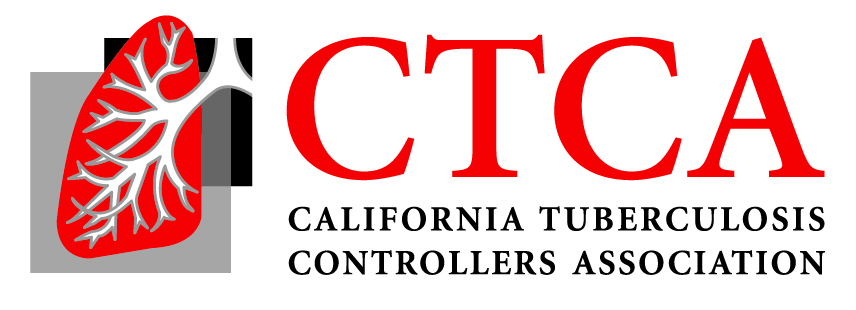 CTCA
CALIFORNIA TUBERCULOSIS
CONTROLLERS ASSOCIATION